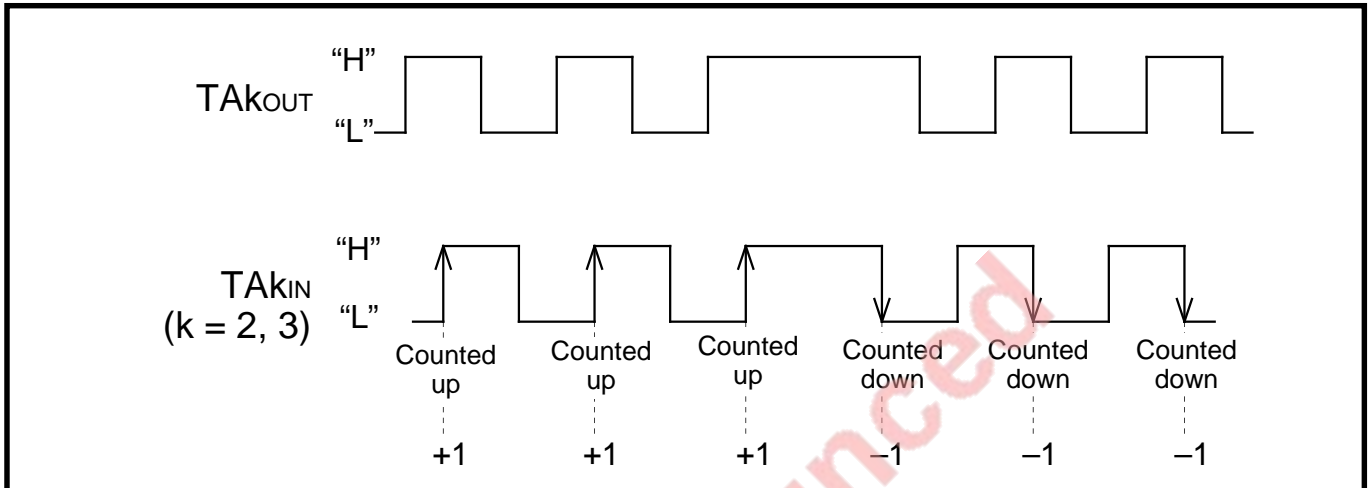 “H”
TAkOUT
“L”
“H”
TAkIN
(k = 2, 3)
“L”
Counted up
Counted up
Counted up
Counted down
Counted down
Counted down
+1
+1
+1
–1
–1
–1